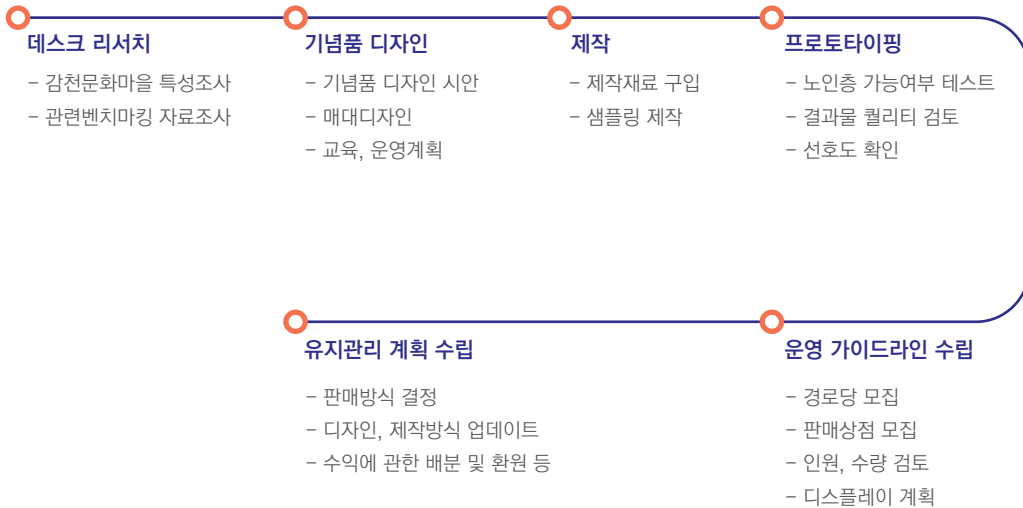 데스크 리서치
– 감천문화마을 특성조사
– 관련벤치마킹 자료조사
기념품 디자인
– 기념품 디자인 시안
– 매대디자인
– 교육, 운영계획
제작
– 제작재료 구입
– 샘플링 제작
프로토타이핑
– 노인층 가능여부 테스트
– 결과물 퀄리티 검토
– 선호도 확인
운영 가이드라인 수립
– 경로당 모집
– 판매상점 모집
– 인원, 수량 검토
– 디스플레이 계획
유지관리 계획 수립
– 판매방식 결정
– 디자인, 제작방식 업데이트
– 수익에 관한 배분 및 환원 등